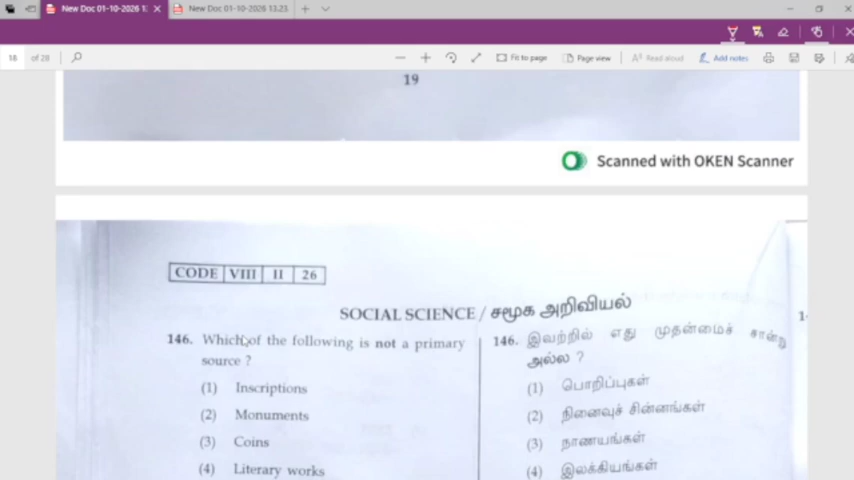 New Doc 01-10-2026 1
New Doc 01-10-2026 13.23
18 of 28
Fit to page
Page view
Read aloud
Add notes
19
Scanned with OKEN Scanner
CODE VIII II 26
SOCIAL SCIENCE / சமூக அறிவியல்
146. Which of the following is not a primary
source ?
(1) Inscriptions
(2) Monuments
(3) Coins
(4) Literary works
146. இவற்றில் எது முதன்மைச் சான்று
அல்ல ?
(1) பொறிப்புகள்
(2) நினைவுச் சின்னங்கள்
(3) நாணயங்கள்
(4) இலக்கியங்கள்